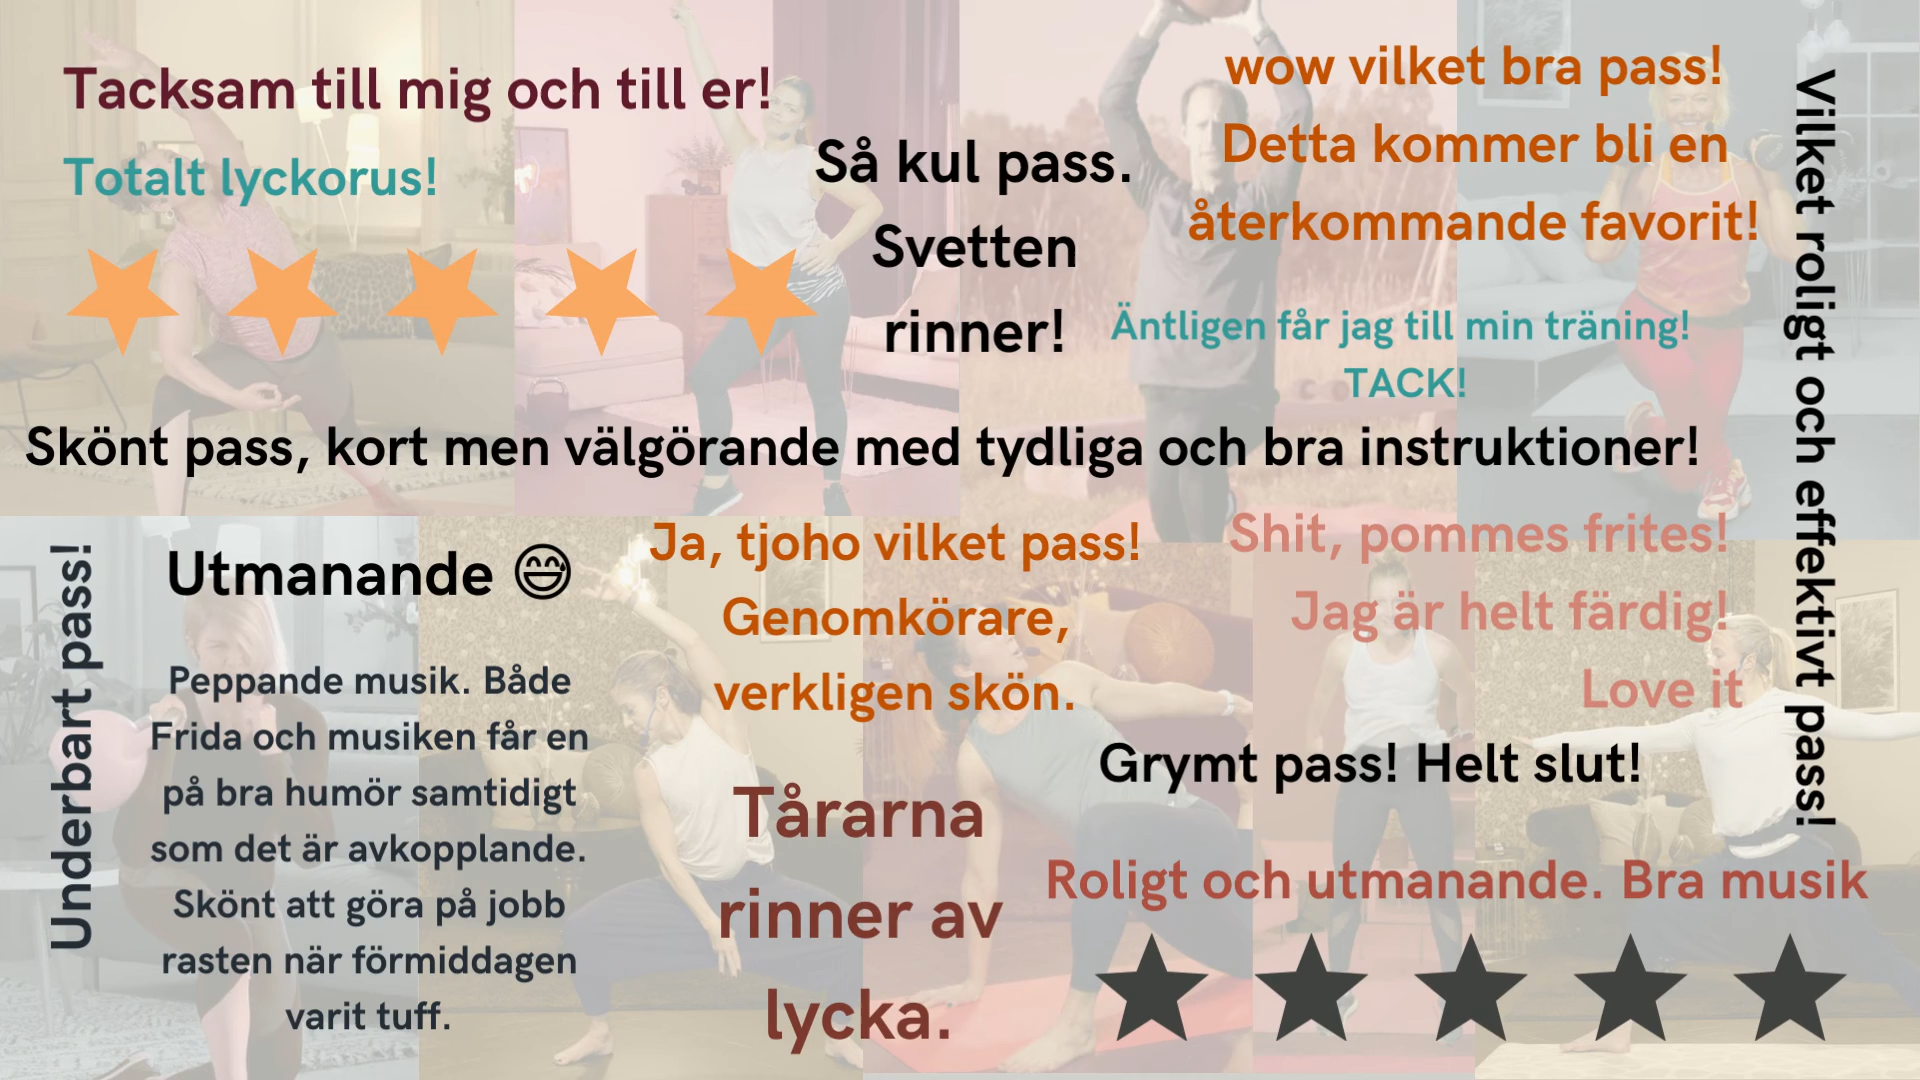 Tacksam till mig och till er!
Totalt lyckorus!
Så kul pass.
Svetten
rinner!
wow vilket bra pass!
Detta kommer bli en
återkommande favorit!
Äntligen får jag till min träning!
TACK!
Vilket roligt och effektivt pass!
Skönt pass, kort men välgörande med tydliga och bra instruktioner!
Underbart pass!
Utmanande 😅
Peppande musik. Både
Frida och musiken får en
på bra humör samtidigt
som det är avkopplande.
Skönt att göra på jobb
rasten när förmiddagen
varit tuff.
Ja, tjoho vilket pass!
Genomkörare,
verkligen skön.
Shit, pommes frites!
Jag är helt färdig!
Love it
Grymt pass! Helt slut!
Tårarna
rinner av
lycka.
Roligt och utmanande. Bra musik